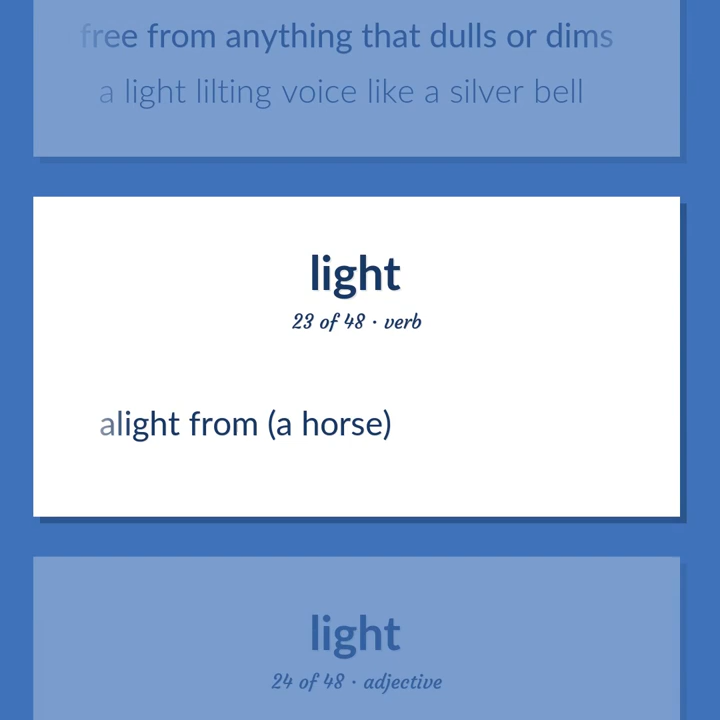 free from anything that dulls or dims
a light lilting voice like a silver bell
light
23 of 48 · verb
alight from (a horse)
light
24 of 48 · adjective